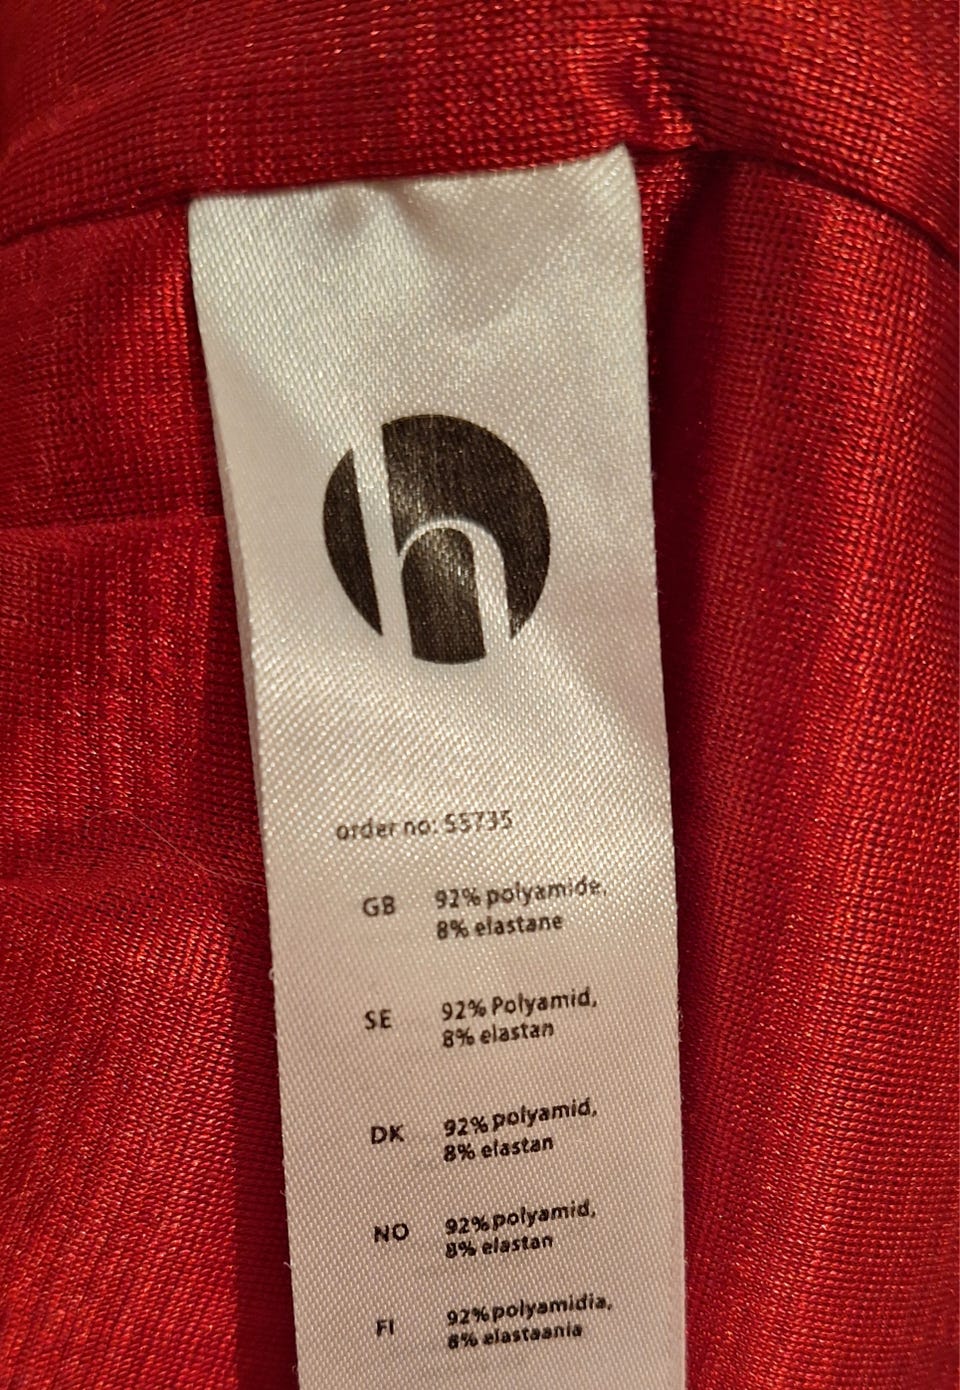 h
order no: 55735
GB 92% polyamide,
8% elastane
SE 92% Polyamid,
8% elastan
DK 92% polyamid,
8% elastan
NO 92% polyamid,
8% elastan
FI 92% polyamidia,
8% elastaania